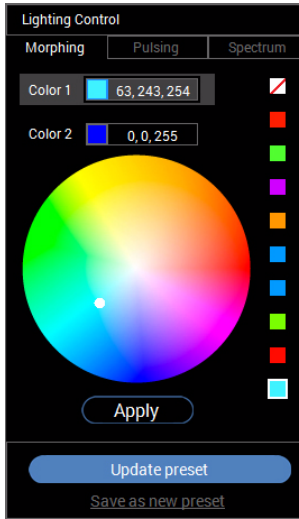 Lighting Control
Morphing Pulsing Spectrum
Color 1 63, 243, 254
Color 2 0, 0, 255
Apply
Update preset
Save as new preset